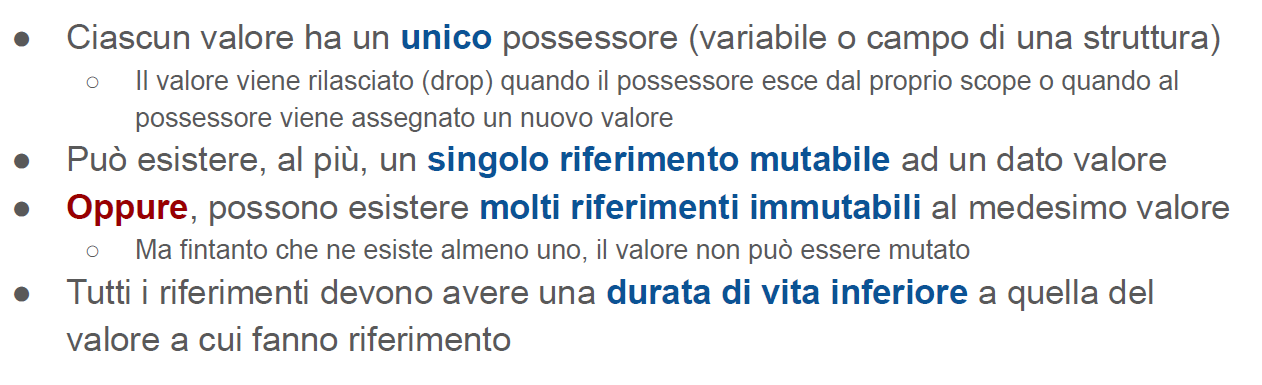 ● Ciascun valore ha un unico possessore (variabile o campo di una struttura)
○ Il valore viene rilasciato (drop) quando il possessore esce dal proprio scope o quando al
possessore viene assegnato un nuovo valore
● Può esistere, al più, un singolo riferimento mutabile ad un dato valore
● Oppure, possono esistere molti riferimenti immutabili al medesimo valore
○ Ma fintanto che ne esiste almeno uno, il valore non può essere mutato
● Tutti i riferimenti devono avere una durata di vita inferiore a quella del
valore a cui fanno riferimento